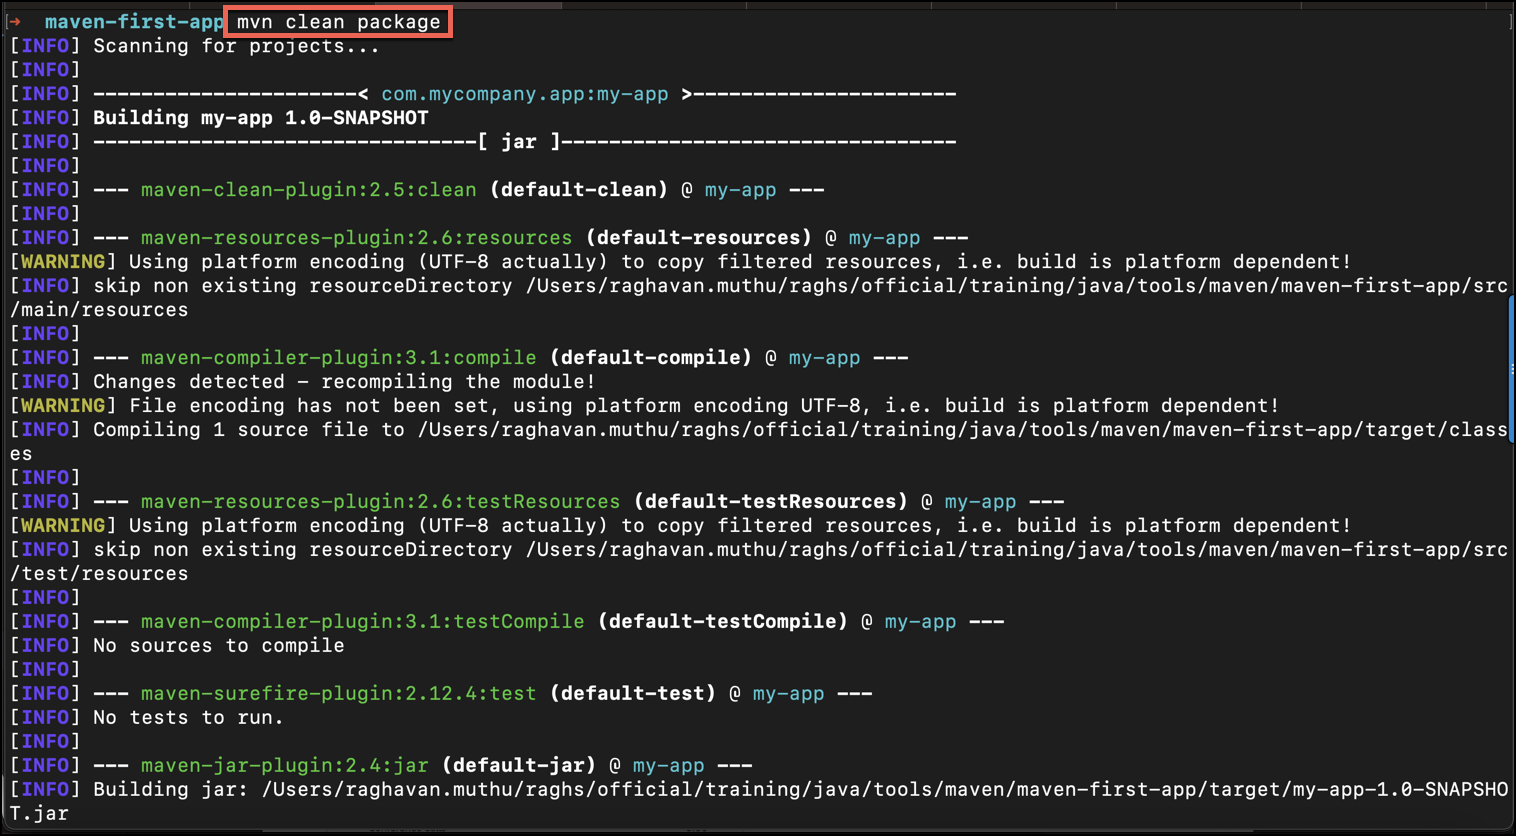 [→ maven-first-app mvn clean package ]
[INFO] Scanning for projects...
[INFO]
[INFO] ----------------------< com.mycompany.app:my-app >----------------------
[INFO] Building my-app 1.0-SNAPSHOT
[INFO] --------------------------------[ jar ]---------------------------------
[INFO]
[INFO] --- maven-clean-plugin:2.5:clean (default-clean) @ my-app ---
[INFO]
[INFO] --- maven-resources-plugin:2.6:resources (default-resources) @ my-app ---
[WARNING] Using platform encoding (UTF-8 actually) to copy filtered resources, i.e. build is platform dependent!
[INFO] skip non existing resourceDirectory /Users/raghavan.muthu/raghs/official/training/java/tools/maven/maven-first-app/src
/main/resources
[INFO]
[INFO] --- maven-compiler-plugin:3.1:compile (default-compile) @ my-app ---
[INFO] Changes detected - recompiling the module!
[WARNING] File encoding has not been set, using platform encoding UTF-8, i.e. build is platform dependent!
[INFO] Compiling 1 source file to /Users/raghavan.muthu/raghs/official/training/java/tools/maven/maven-first-app/target/class
es
[INFO]
[INFO] --- maven-resources-plugin:2.6:testResources (default-testResources) @ my-app ---
[WARNING] Using platform encoding (UTF-8 actually) to copy filtered resources, i.e. build is platform dependent!
[INFO] skip non existing resourceDirectory /Users/raghavan.muthu/raghs/official/training/java/tools/maven/maven-first-app/src
/test/resources
[INFO]
[INFO] --- maven-compiler-plugin:3.1:testCompile (default-testCompile) @ my-app ---
[INFO] No sources to compile
[INFO]
[INFO] --- maven-surefire-plugin:2.12.4:test (default-test) @ my-app ---
[INFO] No tests to run.
[INFO]
[INFO] --- maven-jar-plugin:2.4:jar (default-jar) @ my-app ---
[INFO] Building jar: /Users/raghavan.muthu/raghs/official/training/java/tools/maven/maven-first-app/target/my-app-1.0-SNAPSHO
T.jar